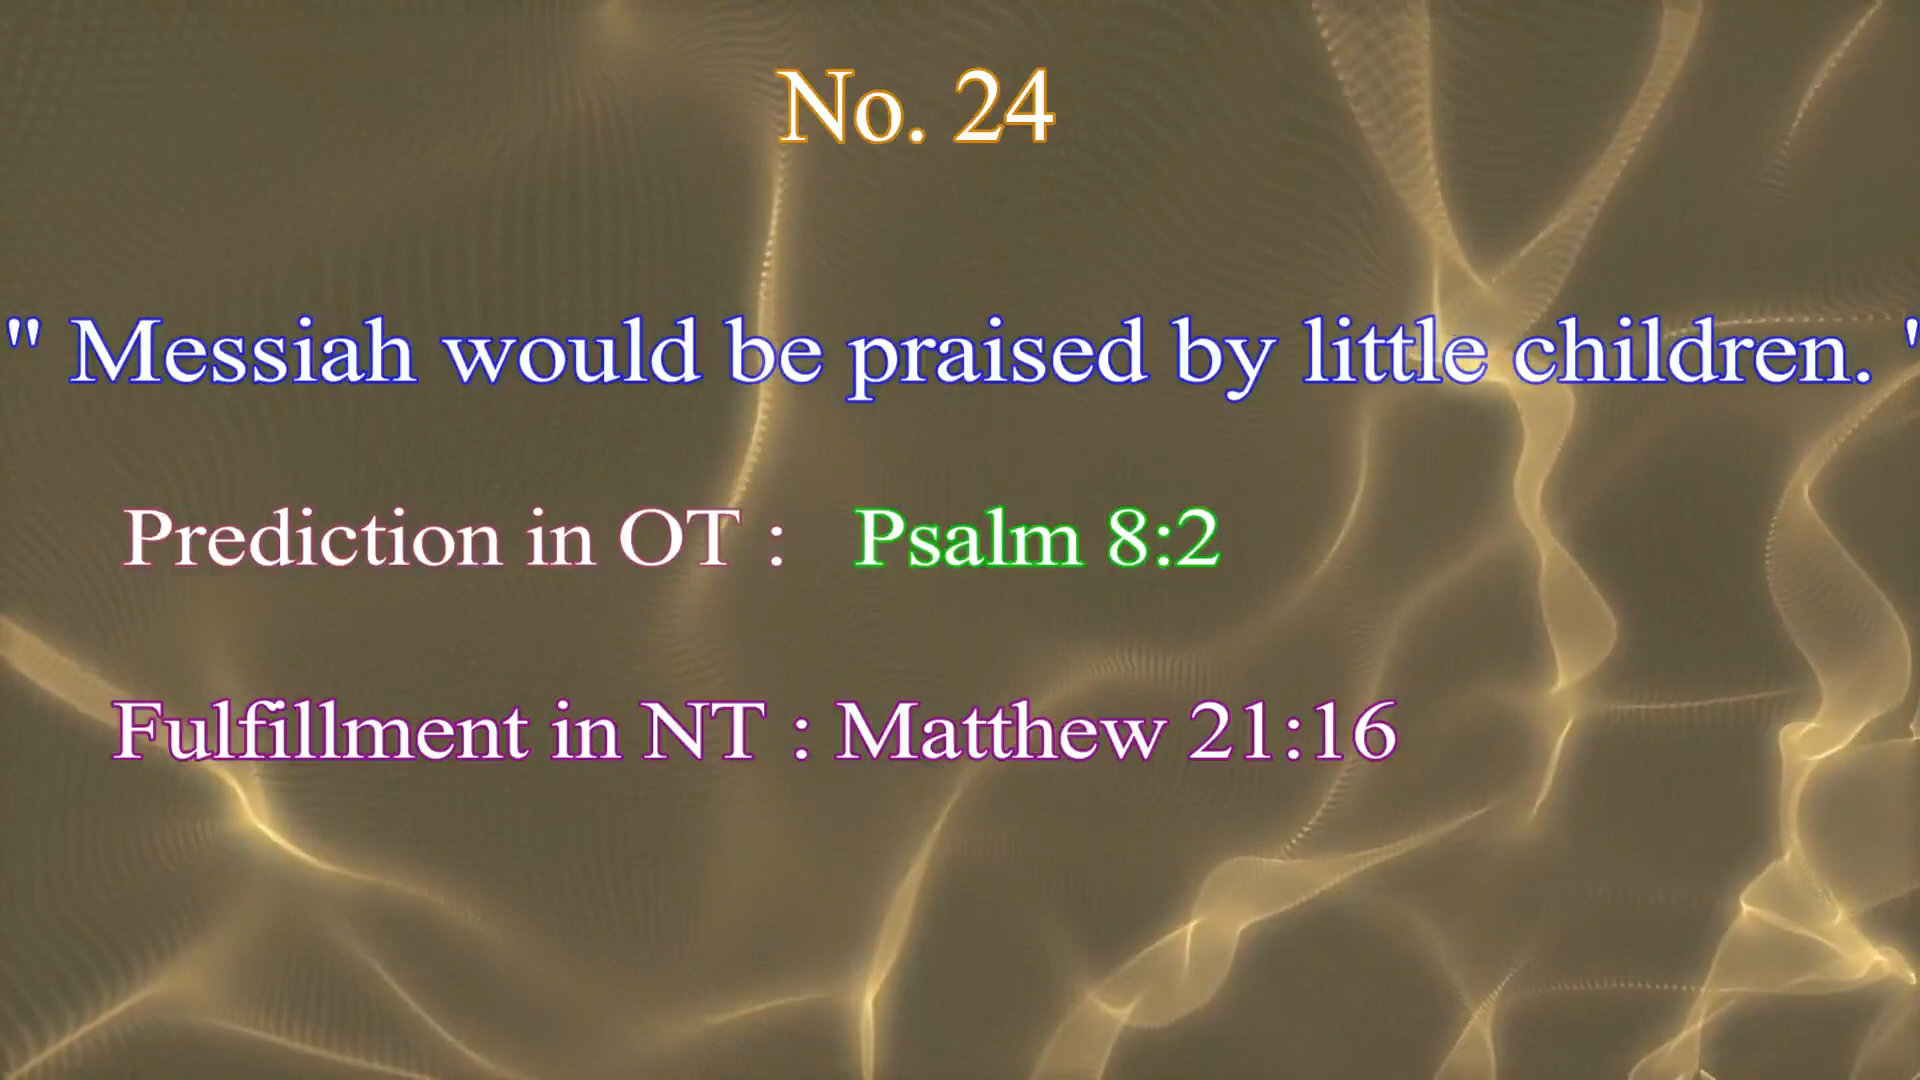 No. 24
" Messiah would be praised by little children. "
Prediction in OT : Psalm 8:2
Fulfillment in NT : Matthew 21:16